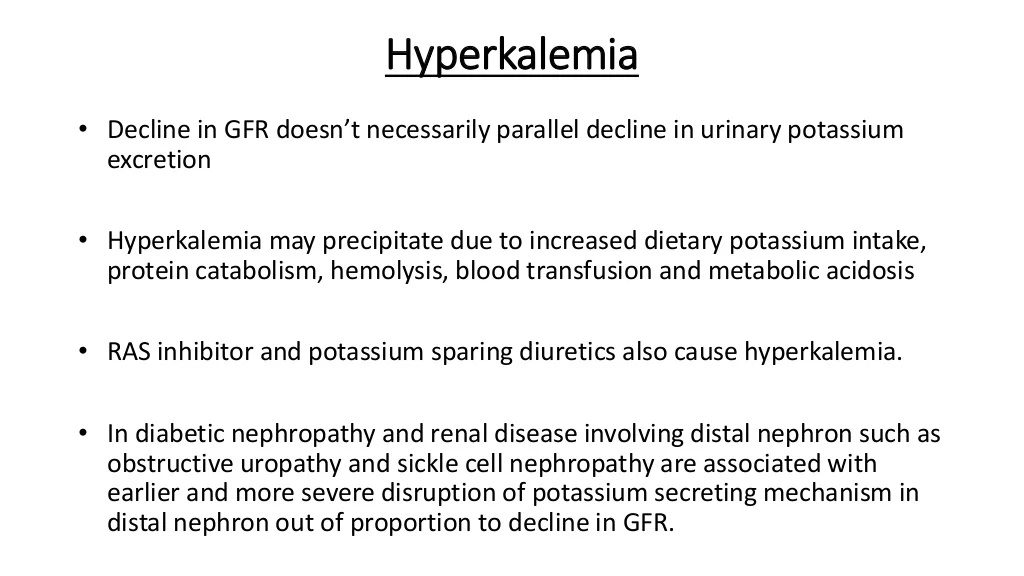 Hyperkalemia
• Decline in GFR doesn’t necessarily parallel decline in urinary potassium
excretion
• Hyperkalemia may precipitate due to increased dietary potassium intake,
protein catabolism, hemolysis, blood transfusion and metabolic acidosis
• RAS inhibitor and potassium sparing diuretics also cause hyperkalemia.
• In diabetic nephropathy and renal disease involving distal nephron such as
obstructive uropathy and sickle cell nephropathy are associated with
earlier and more severe disruption of potassium secreting mechanism in
distal nephron out of proportion to decline in GFR.